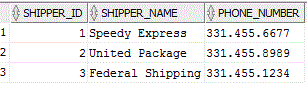 SHIPPER_ID SHIPPER_NAME PHONE_NUMBER
1 1 Speedy Express 331.455.6677
2 2 United Package 331.455.8989
3 3 Federal Shipping 331.455.1234